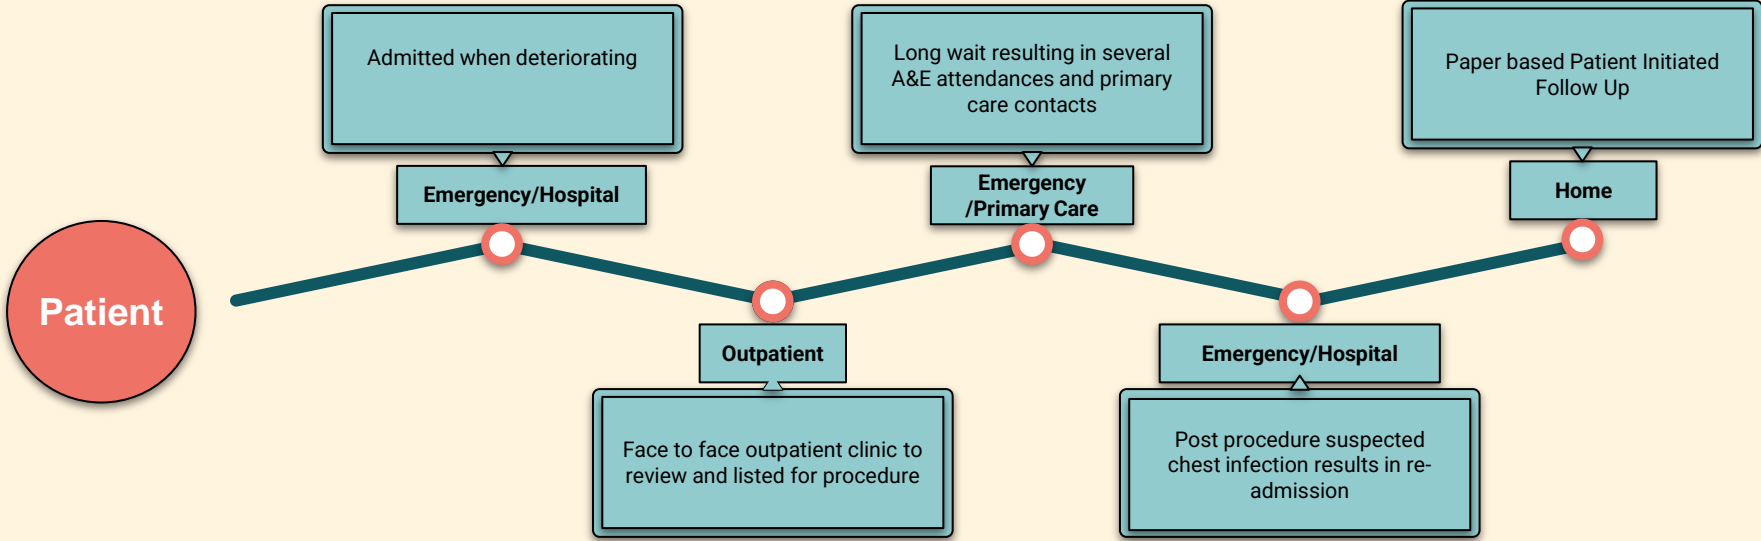 Patient
Admitted when deteriorating
Emergency/Hospital
Outpatient
Face to face outpatient clinic to
review and listed for procedure
Long wait resulting in several
A&E attendances and primary
care contacts
Emergency
/Primary Care
Emergency/Hospital
Post procedure suspected
chest infection results in re-
admission
Paper based Patient Initiated
Follow Up
Home